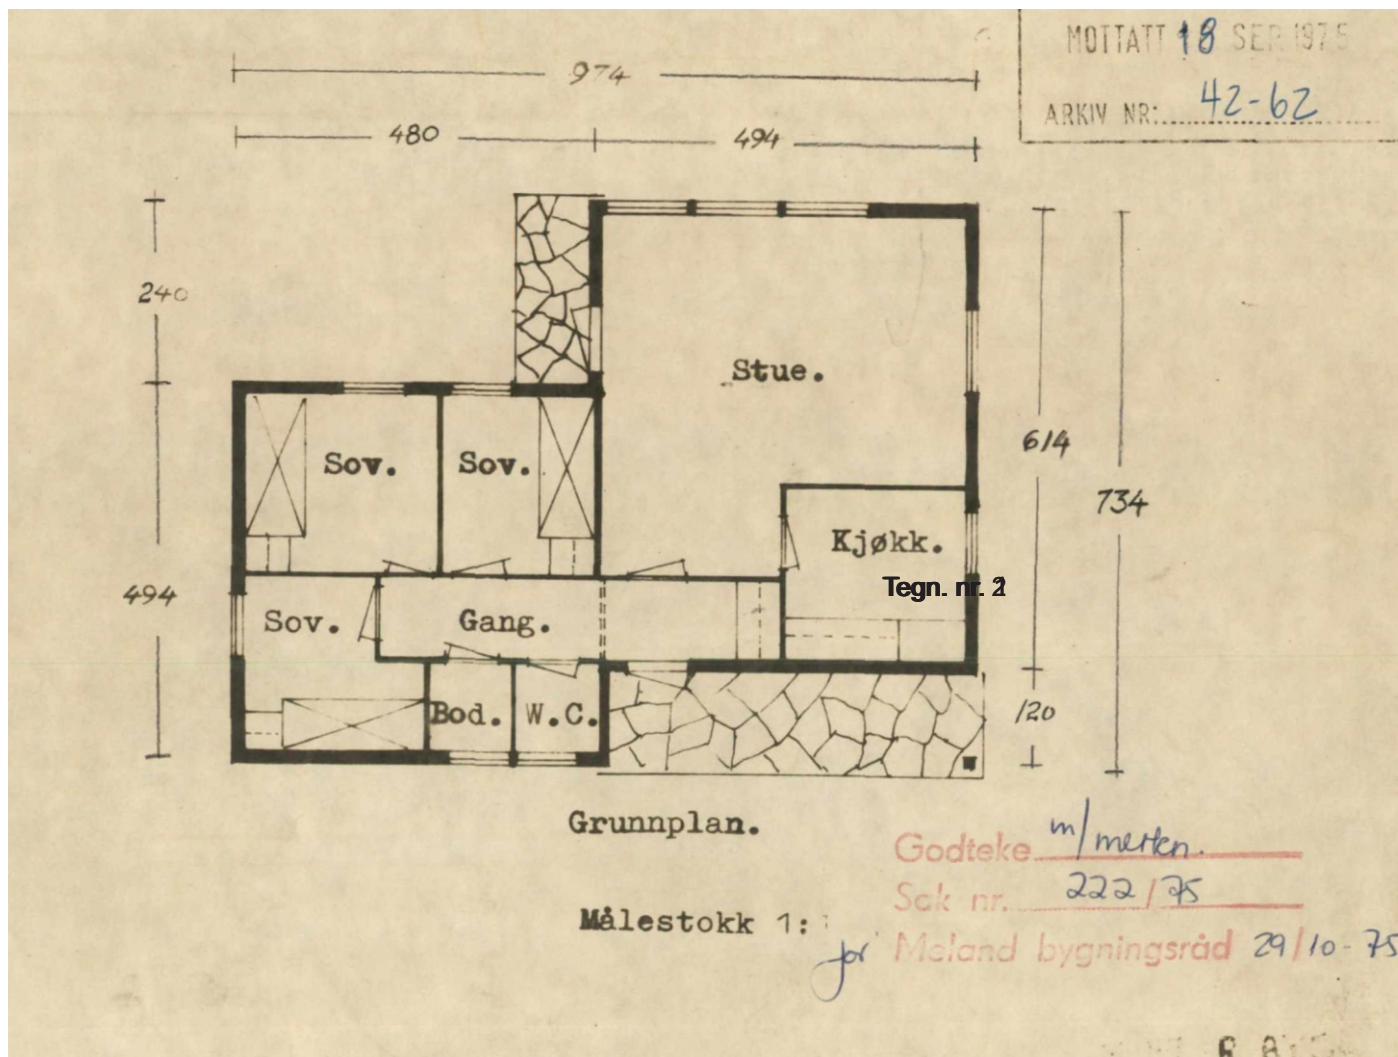 MOTTATT 18 SEP 1975
ARKIV NR: 42-62
974
480
494
240
Stue.
614
734
Sov.
Sov.
Kjøkk.
Tegn. nr.
494
Sov.
Gang.
Bod.
W.C.
120
Grunnplan.
Godteke m/merkn.
Sak nr. 222/75
Målestokk 1:
for Meland bygningsråd 29/10-75